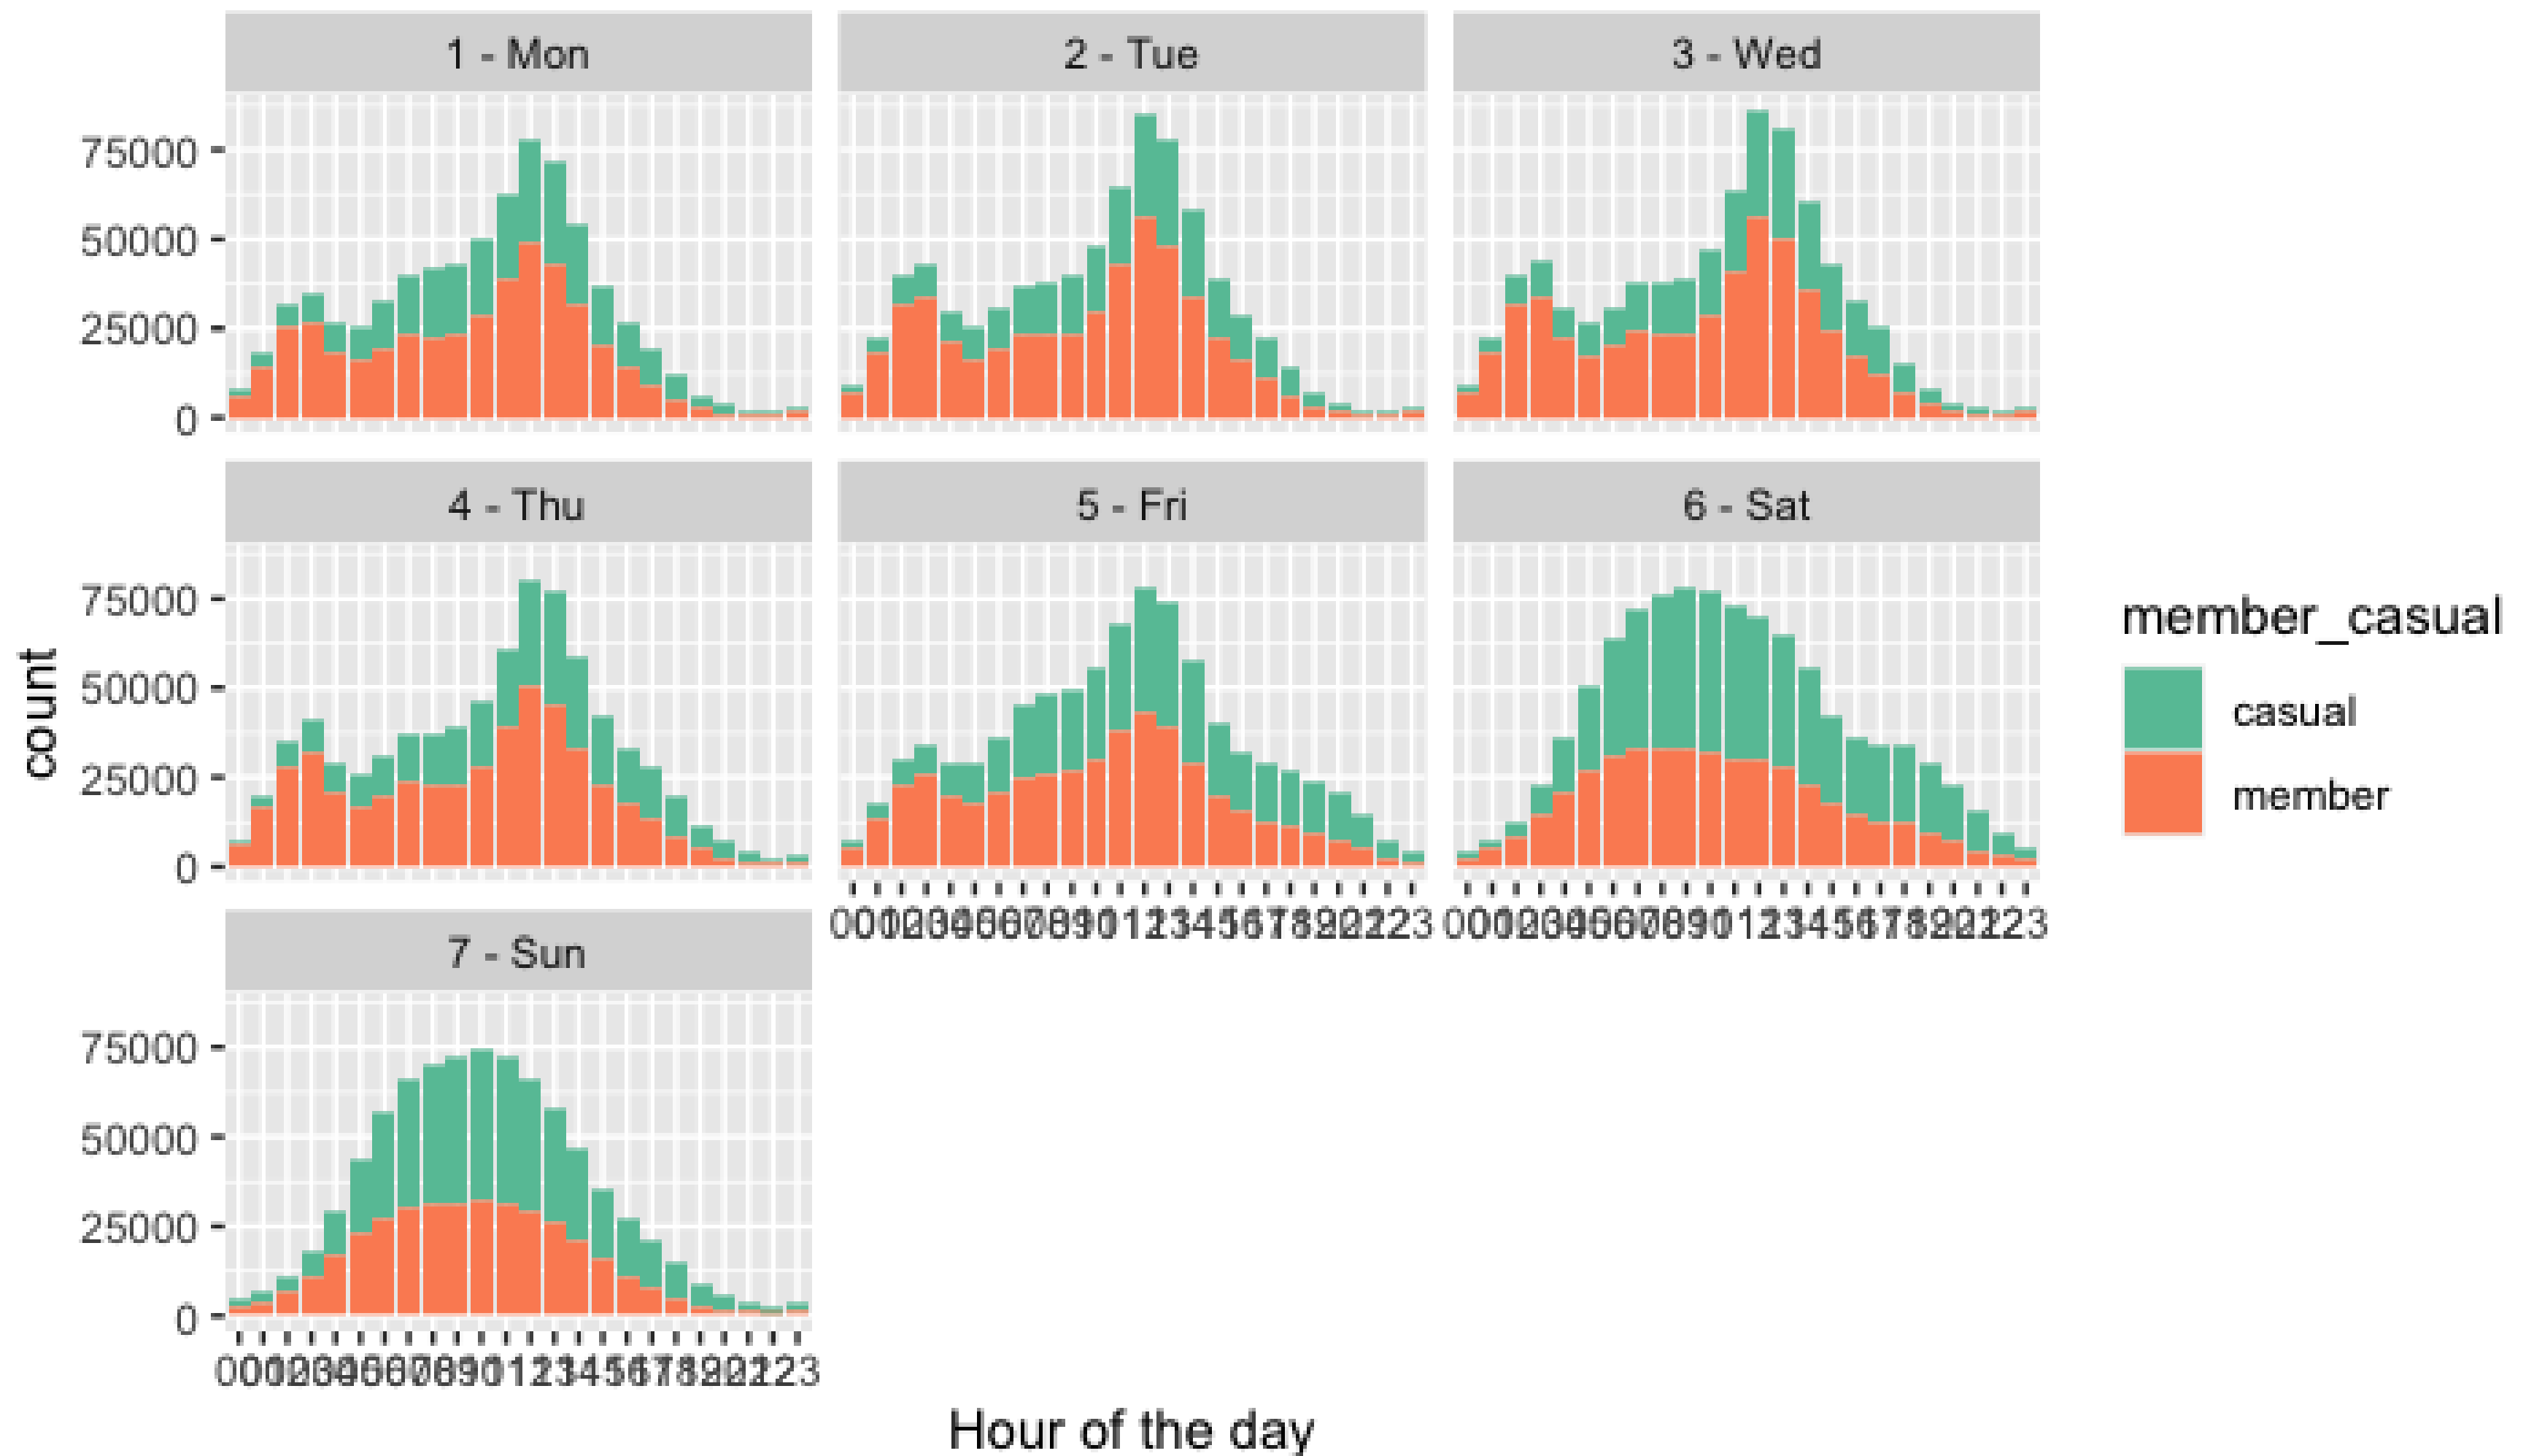 1 - Mon
2 - Tue
3 - Wed
75000
50000
25000
0
4 - Thu
5 - Fri
6 - Sat
75000
50000
25000
0
count
member_casual
casual
member
7 - Sun
75000
50000
25000
0
Hour of the day